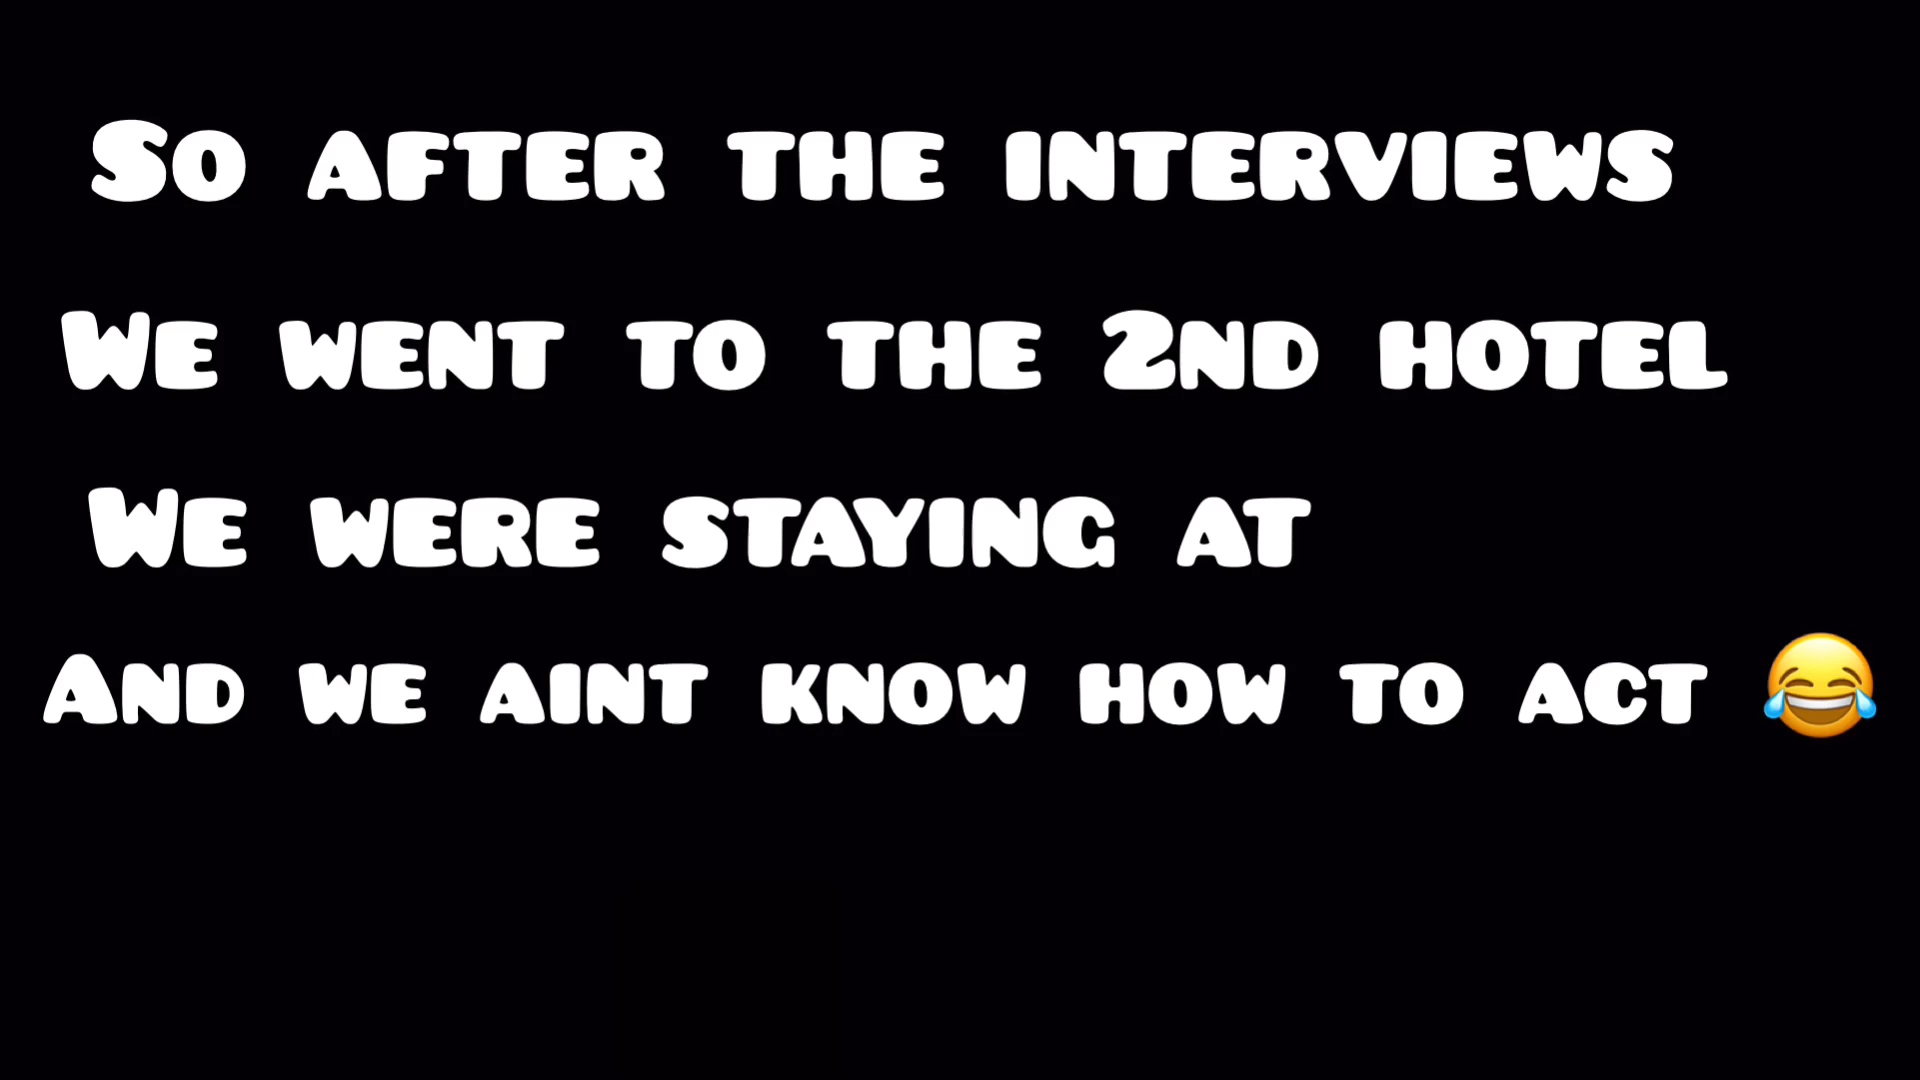 So after the interviews
We went to the 2nd hotel
We were staying at
And we aint know how to act 😂